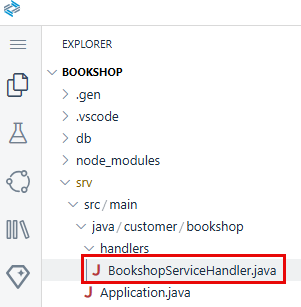 EXPLORER
BOOKSHOP
.gen
.vscode
db
node_modules
srv
src / main
java / customer / bookshop
handlers
J BookshopServiceHandler.java
J Application.java